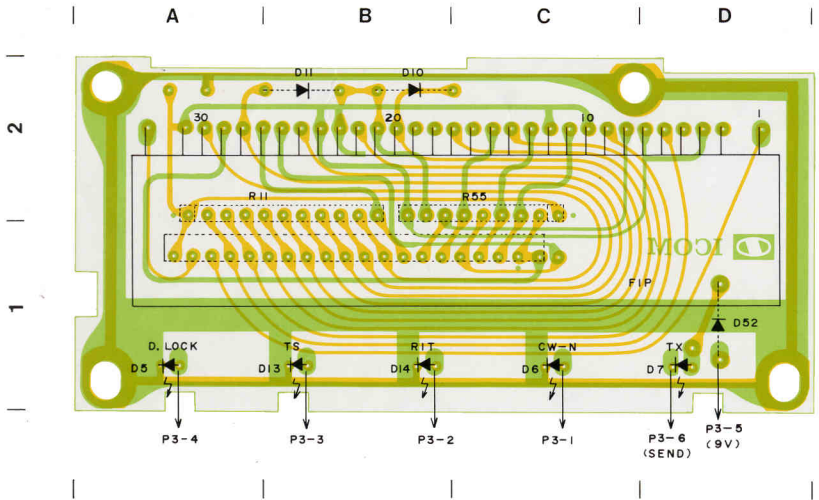 A B C D
D11 D10
30 20 10 1
2
R11 R55
ICOM
FIP
1
D52
D.LOCK TS RIT CW-N TX
D5 D13 D14 D6 D7
P3-4 P3-3 P3-2 P3-1 P3-6 P3-5
(SEND) (9V)